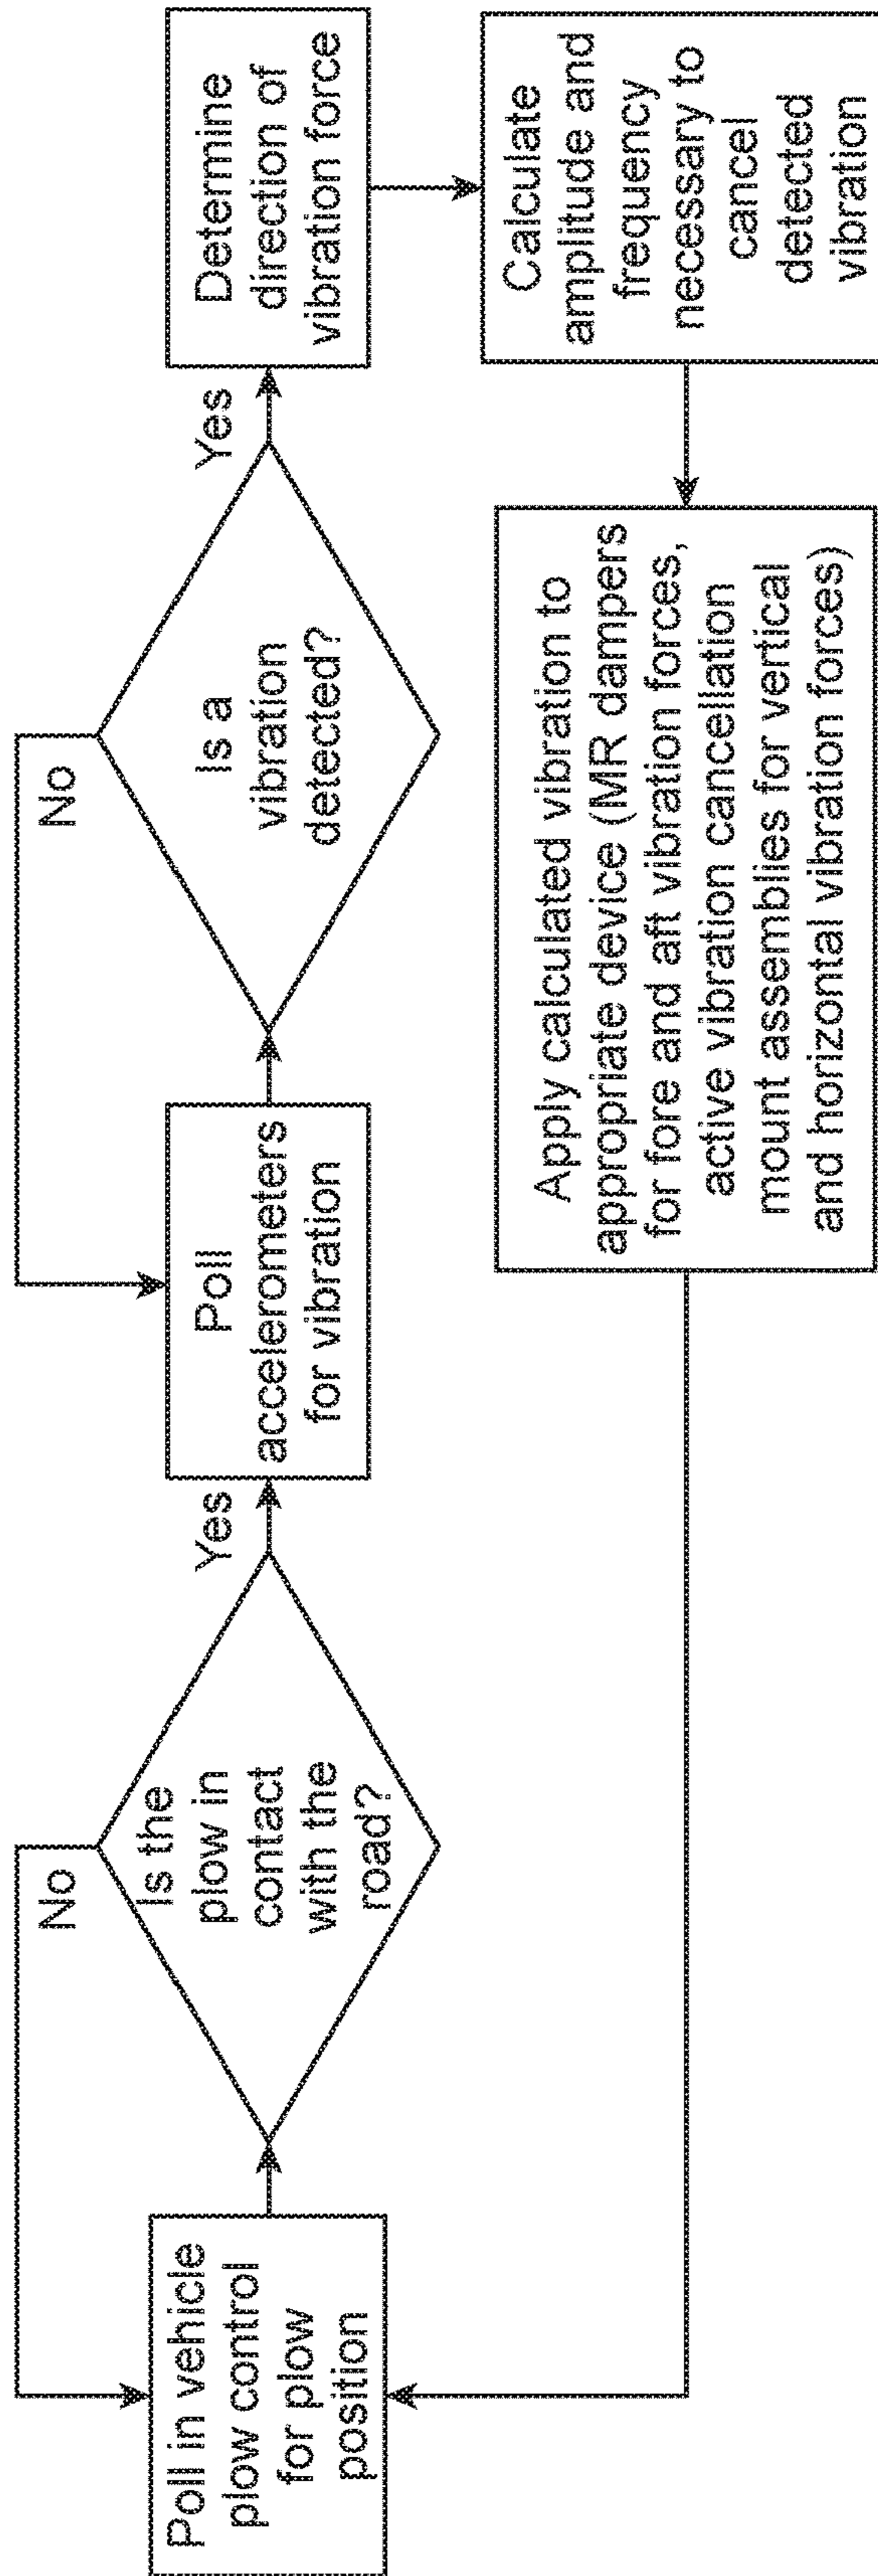 Poll in vehicle
plow control
for plow
position
No
Is the
plow in
contact
with the
road?
Yes
Poll
accelerometers
for vibration
No
Is a
vibration
detected?
Yes
Determine
direction of
vibration force
Calculate
amplitude and
frequency
necessary to
cancel
detected
vibration
Apply calculated vibration to
appropriate device (MR dampers
for fore and aft vibration forces,
active vibration cancellation
mount assemblies for vertical
and horizontal vibration forces)